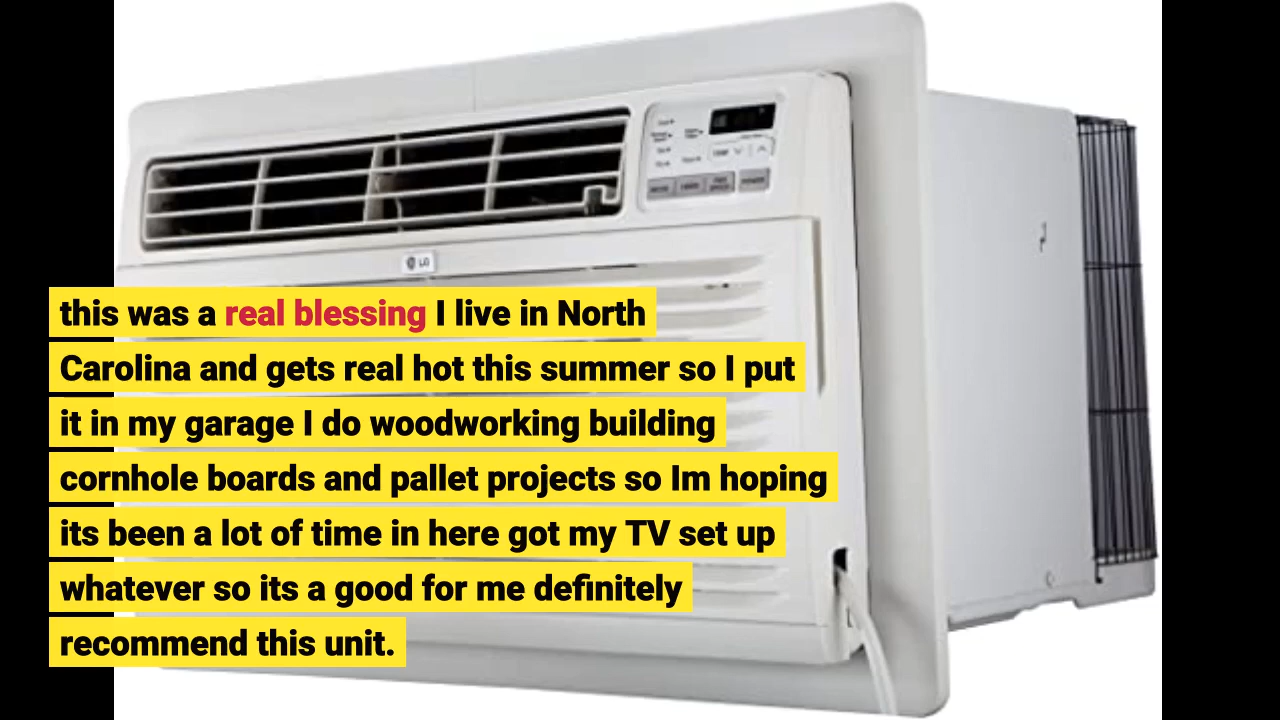 LG
this was a real blessing I live in North
Carolina and gets real hot this summer so I put
it in my garage I do woodworking building
cornhole boards and pallet projects so Im hoping
its been a lot of time in here got my TV set up
whatever so its a good for me definitely
recommend this unit.